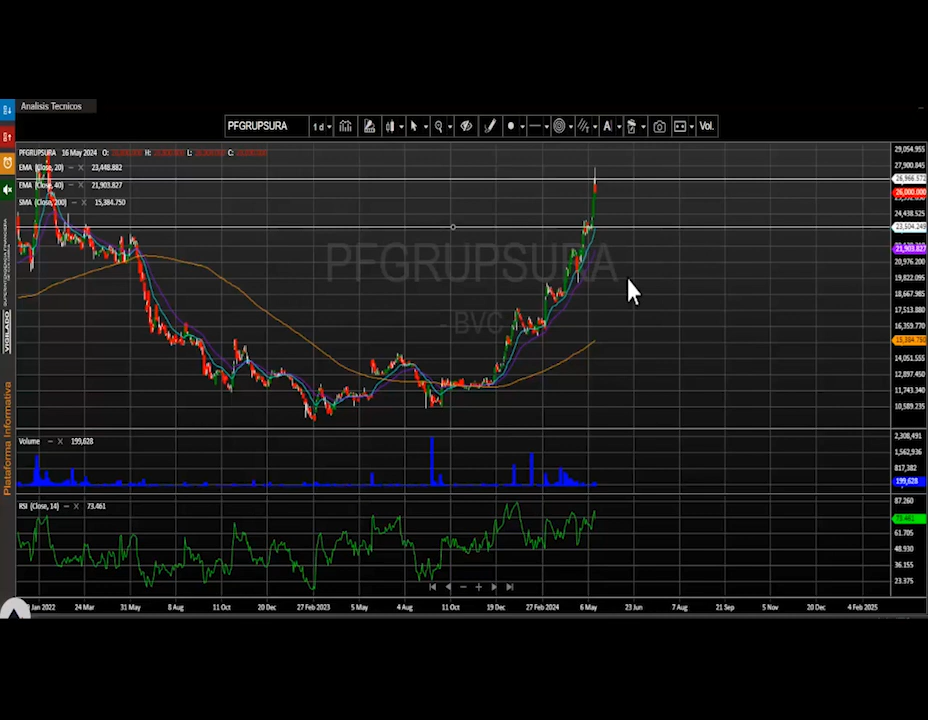 Analisis Tecnicos
PFGRUPSURA 1 d Vol.
PFGRUPSURA 16 May 2024 O: H: L: C:
EMA (Close, 20) – X 23,448.882
EMA (Close, 40) – X 21,903.827
SMA (Close, 200) – X 15,384.750
PFGRUPSURA
- BVC
29,054.955
27,900.845
26,966.572
26,000.000
24,438.525
23,504.249
21,903.827
20,976.200
19,822.095
18,667.985
17,513.880
16,359.770
15,384.750
14,051.555
12,897.450
11,743.340
10,589.235
Volume – X 199,628
2,308,491
1,562,936
817,382
199,628
RSI (Close, 14) – X 73.461
87.260
73.461
61.705
48.930
36.155
23.375
Jan 2022 24 Mar 31 May 8 Aug 11 Oct 20 Dec 27 Feb 2023 5 May 4 Aug 11 Oct 19 Dec 27 Feb 2024 6 May 23 Jun 7 Aug 21 Sep 5 Nov 20 Dec 4 Feb 2025
VIGILADO
Plataforma Informativa